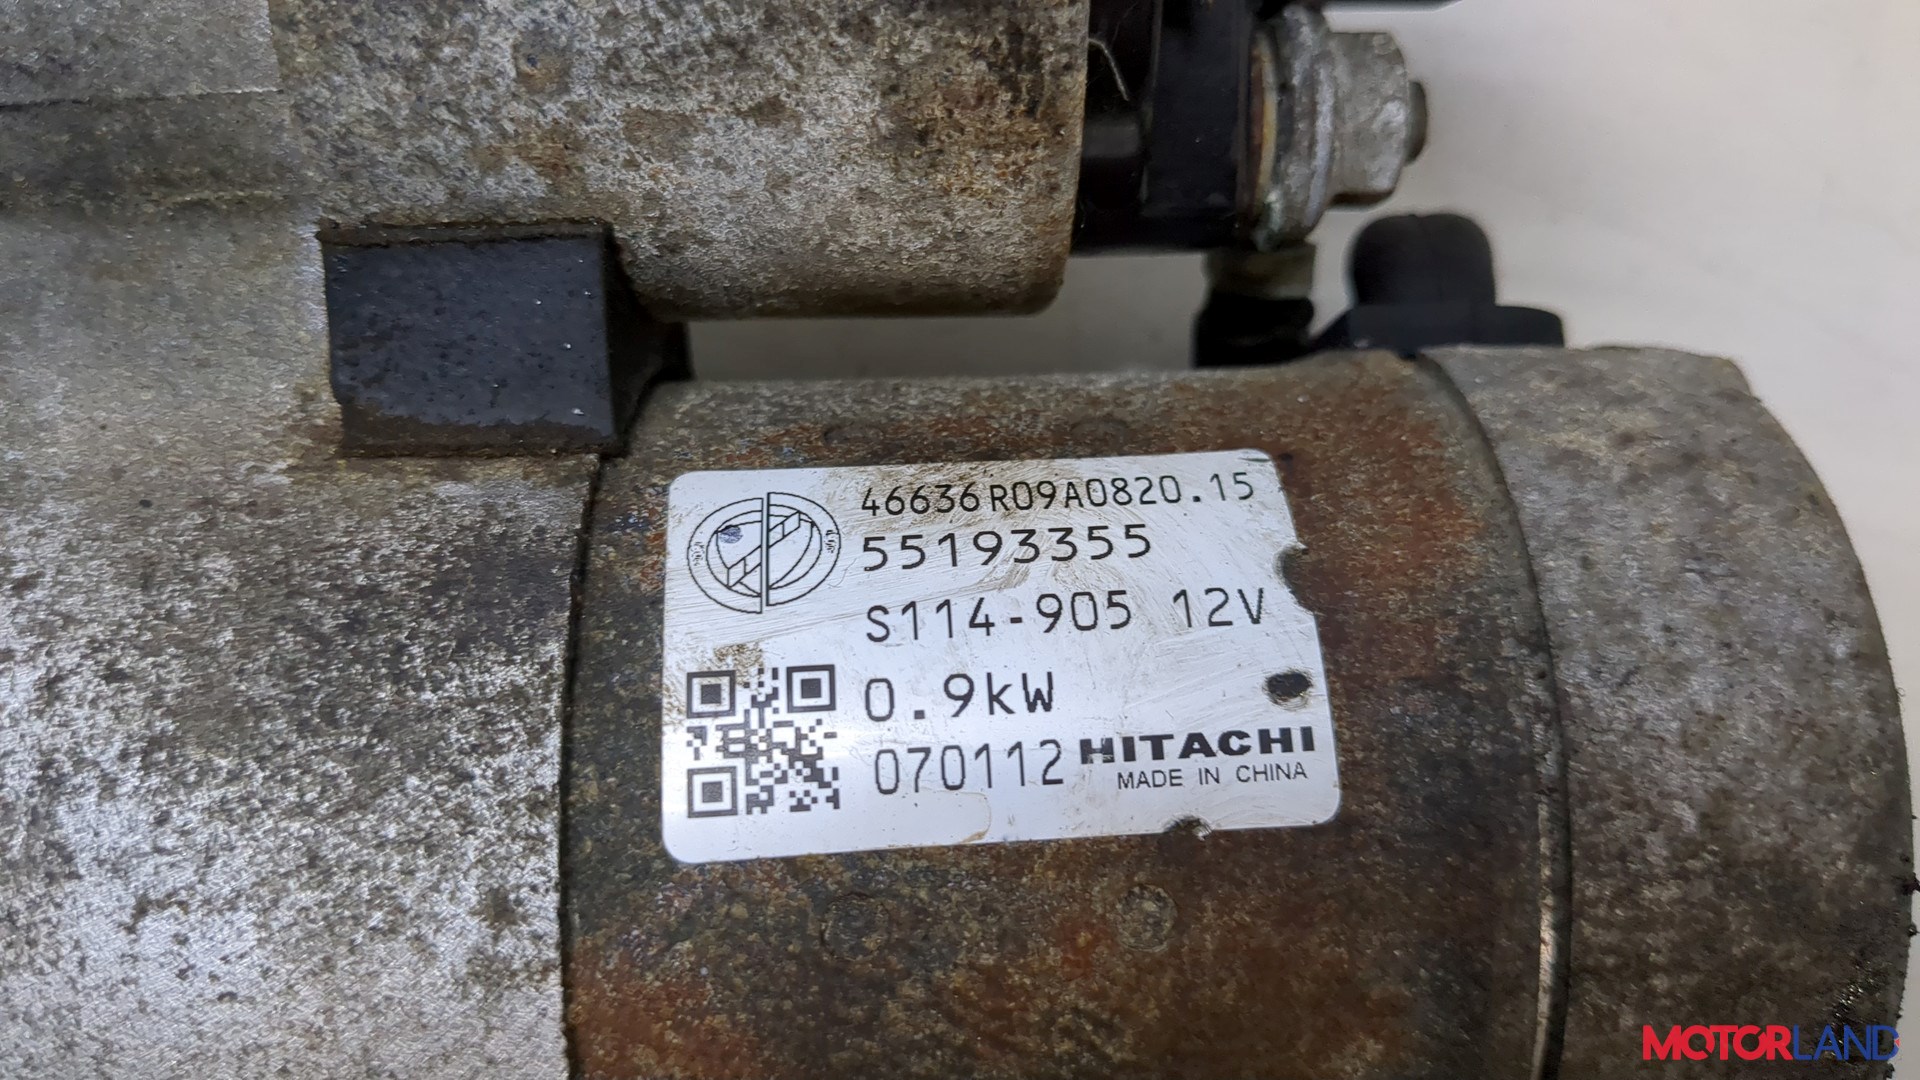 46636R09A0820.15
55193355
S114-905 12V
0.9kW
070112 HITACHI
MADE IN CHINA
MOTORLAND